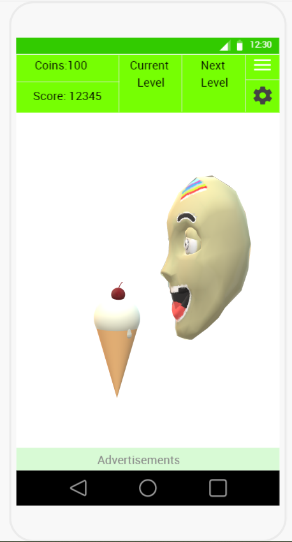 12:30
Coins:100
Current
Level
Next
Level
Score: 12345
Advertisements